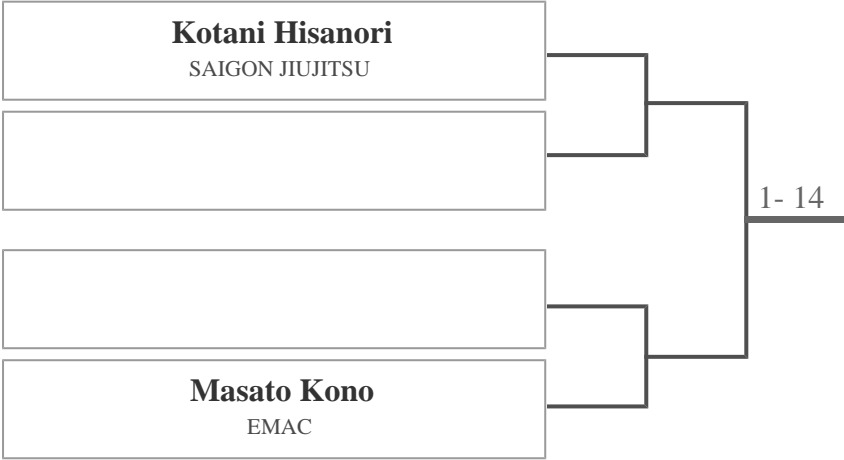 Kotani Hisanori
SAIGON JIUJITSU
1- 14
Masato Kono
EMAC